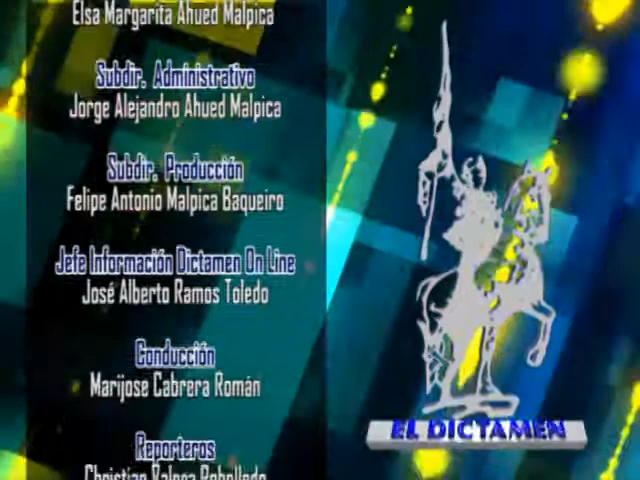 Elsa Margarita Ahued Malpica
Subdir. Administrativo
Jorge Alejandro Ahued Malpica
Subdir. Producción
Felipe Antonio Malpica Baqueiro
Jefe Información Dictamen On Line
José Alberto Ramos Toledo
Conducción
Marijose Cabrera Román
Reporteros
Christian
EL DICTAMEN